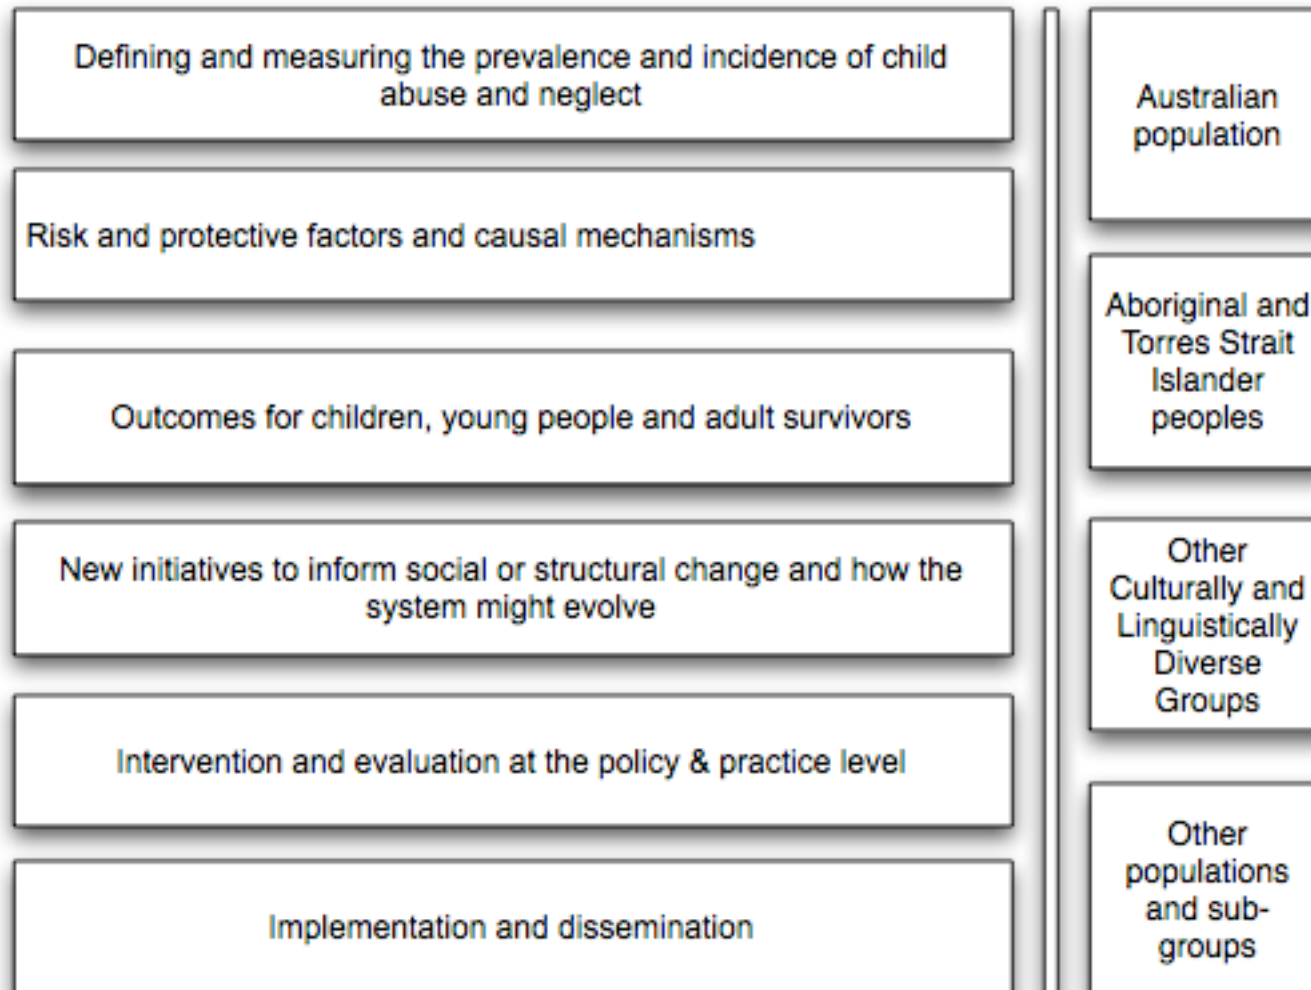 Defining and measuring the prevalence and incidence of child
abuse and neglect
Risk and protective factors and causal mechanisms
Outcomes for children, young people and adult survivors
New initiatives to inform social or structural change and how the
system might evolve
Intervention and evaluation at the policy & practice level
Implementation and dissemination
Australian
population
Aboriginal and
Torres Strait
Islander
peoples
Other
Culturally and
Linguistically
Diverse
Groups
Other
populations
and sub-
groups